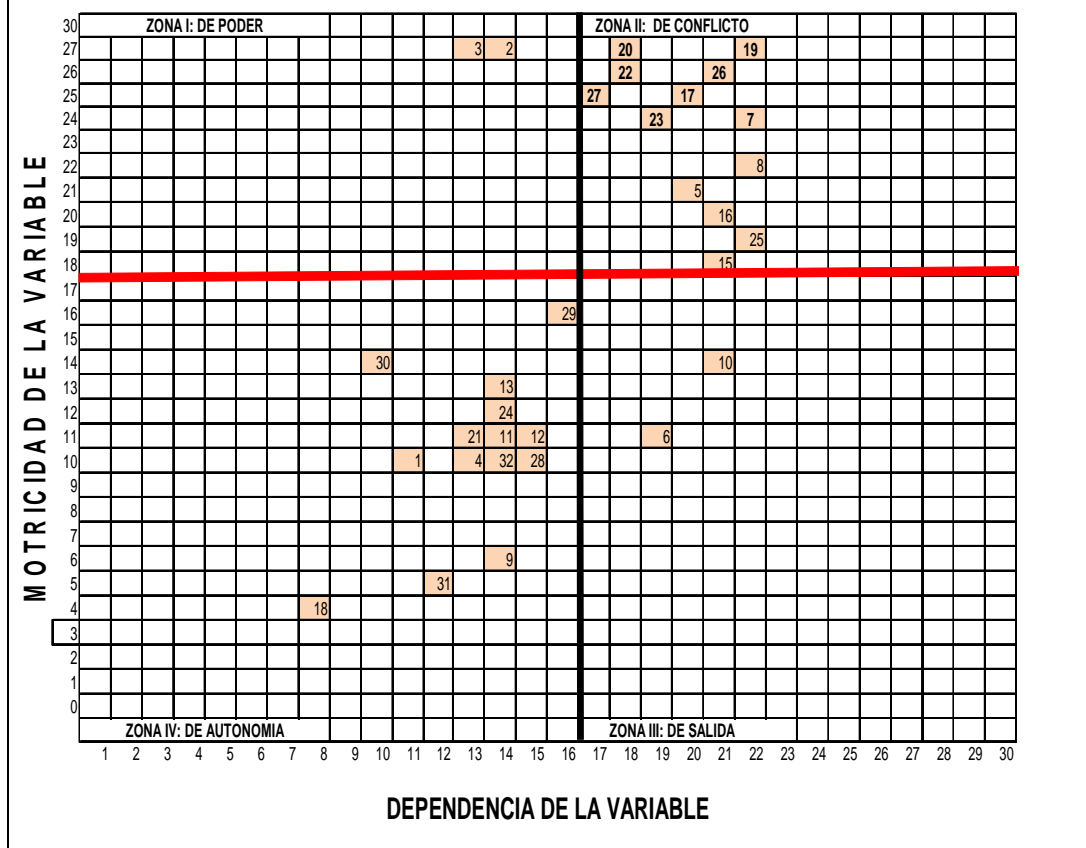 30 ZONA I: DE PODER ZONA II: DE CONFLICTO
27 3 2 20 19
26 22 26
25 27 17
24 23 7
23
22 8
21 5
20 16
19 25
18 15
17
16 29
15
14 30 10
13 13
12 24
11 21 11 12 6
10 1 4 32 28
9
8
7
6 9
5 31
4 18
3
2
1
0
ZONA IV: DE AUTONOMIA ZONA III: DE SALIDA
1 2 3 4 5 6 7 8 10 11 12 13 14 15 16 17 18 19 20 21 22 23 24 25 26 27 28 30
MOTRICIDAD DE LA VARIABLE
DEPENDENCIA DE LA VARIABLE